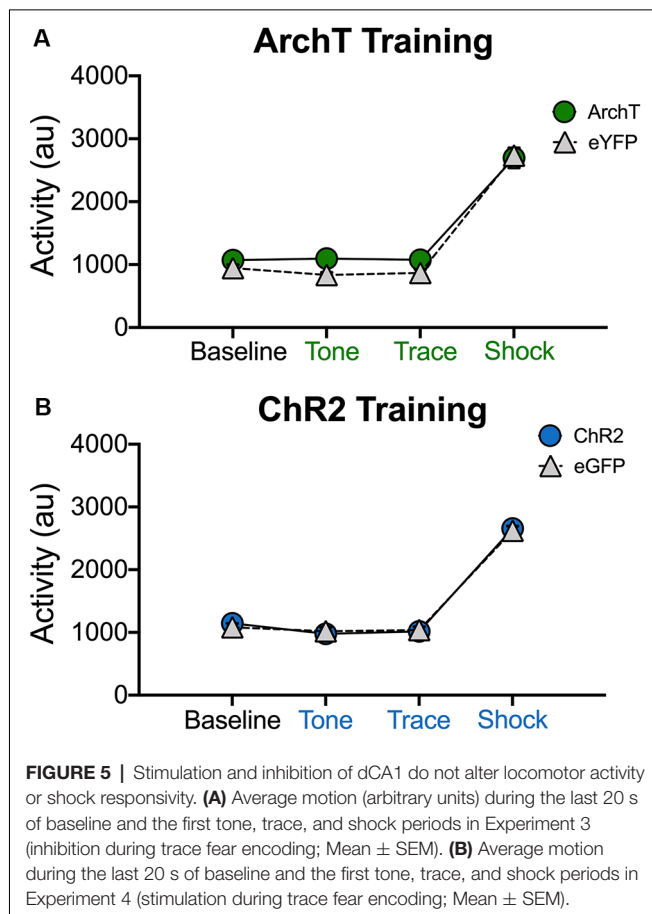 A
ArchT Training
4000
3000
2000
1000
0
Activity (au)
ArchT
eYFP
Baseline Tone Trace Shock
B
ChR2 Training
4000
3000
2000
1000
0
Activity (au)
ChR2
eGFP
Baseline Tone Trace Shock
FIGURE 5 | Stimulation and inhibition of dCA1 do not alter locomotor activity
or shock responsivity. (A) Average motion (arbitrary units) during the last 20 s
of baseline and the first tone, trace, and shock periods in Experiment 3
(inhibition during trace fear encoding; Mean ± SEM). (B) Average motion
during the last 20 s of baseline and the first tone, trace, and shock periods in
Experiment 4 (stimulation during trace fear encoding; Mean ± SEM).